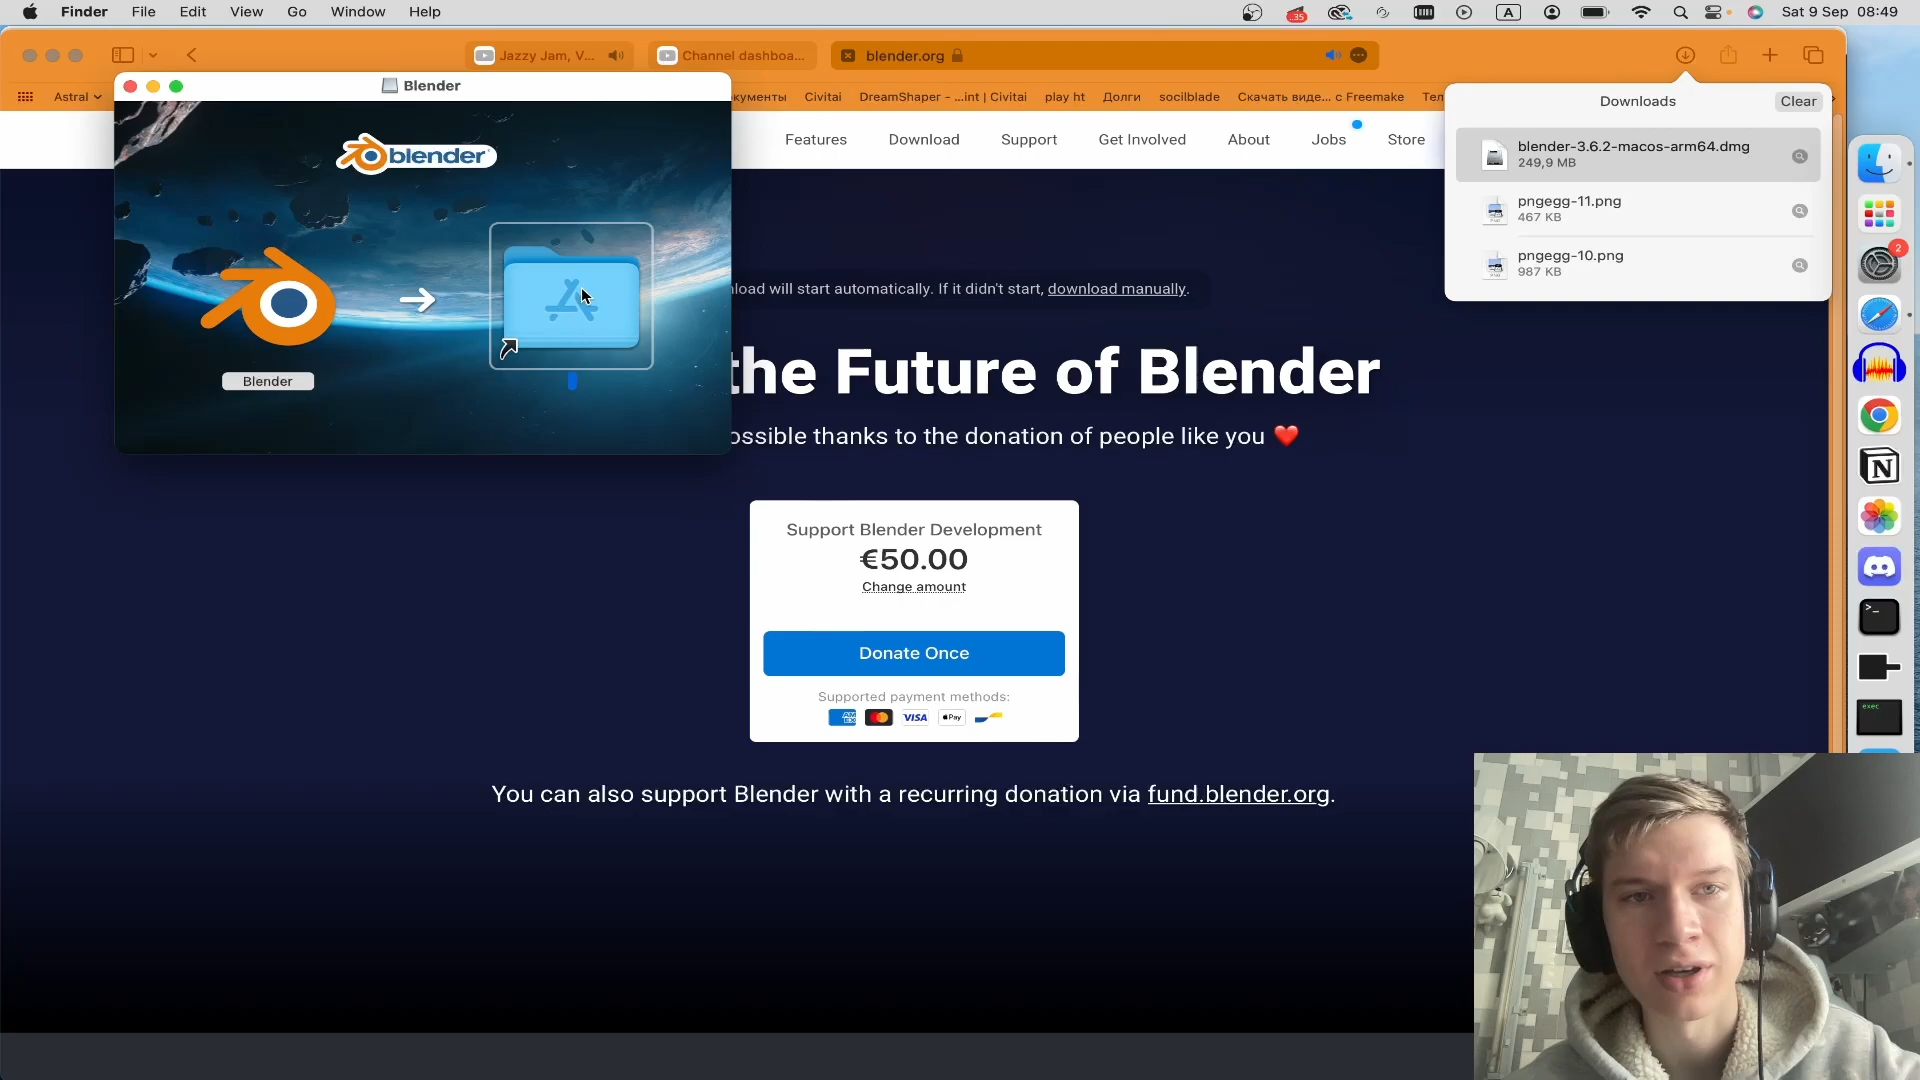 Finder File Edit View Go Window Help
35
A
Sat 9 Sep 08:49
Jazzy Jam, V...
Channel dashboa...
blender.org
Astral
кументы Civitai DreamShaper - ...int | Civitai play ht Долги socilblade Скачать виде... с Freemake Тел
Blender
blender
Blender
Features Download Support Get Involved About Jobs Store
Downloads
Clear
blender-3.6.2-macos-arm64.dmg
249,9 MB
pngegg-11.png
467 KB
pngegg-10.png
987 KB
2
load will start automatically. If it didn't start, download manually.
the Future of Blender
ossible thanks to the donation of people like you ❤️
Support Blender Development
€50.00
Change amount
Donate Once
Supported payment methods:
VISA Pay
You can also support Blender with a recurring donation via fund.blender.org.
exec